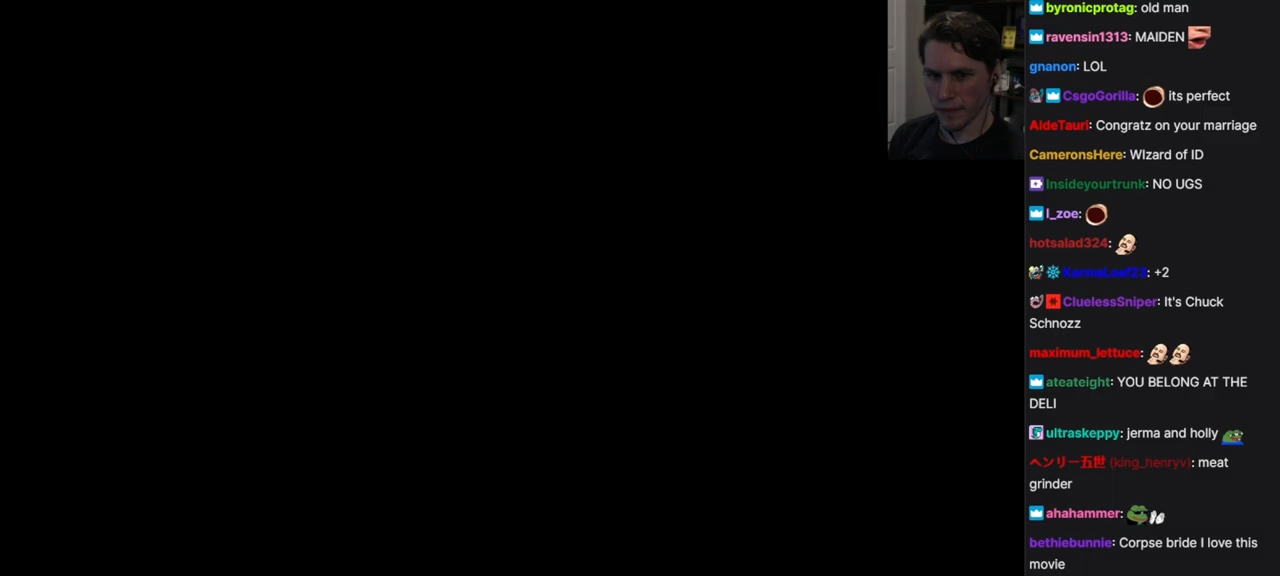 byronicprotag: old man
ravensin1313: MAIDEN
gnanon: LOL
CsgoGorilla: its perfect
AldeTauri: Congratz on your marriage
CameronsHere: WIzard of ID
Insideyourtrunk: NO UGS
l_zoe:
hotsalad324:
KarmaLoaf23: +2
CluelessSniper: It's Chuck
Schnozz
maximum_lettuce:
ateateight: YOU BELONG AT THE
DELI
ultraskeppy: jerma and holly
ヘンリー五世 (king_henryv): meat
grinder
ahahammer:
bethiebunnie: Corpse bride I love this
movie